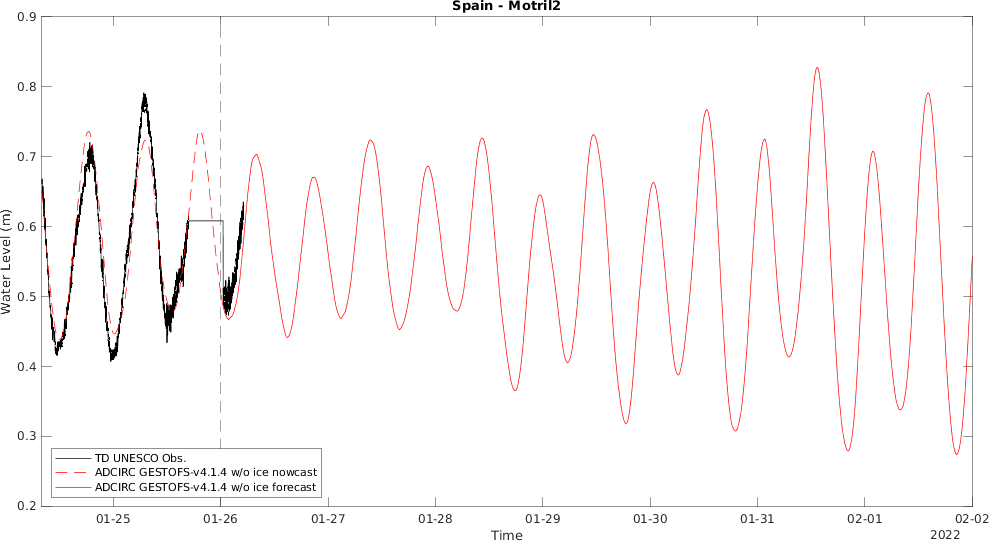 Spain - Motril2
0.9
0.8
0.7
0.6
0.5
0.4
0.3
0.2
Water Level (m)
TD UNESCO Obs.
ADCIRC GESTOFS-v4.1.4 w/o ice nowcast
ADCIRC GESTOFS-v4.1.4 w/o ice forecast
01-25 01-26 01-27 01-28 01-29 01-30 01-31 02-01 02-02
Time
2022